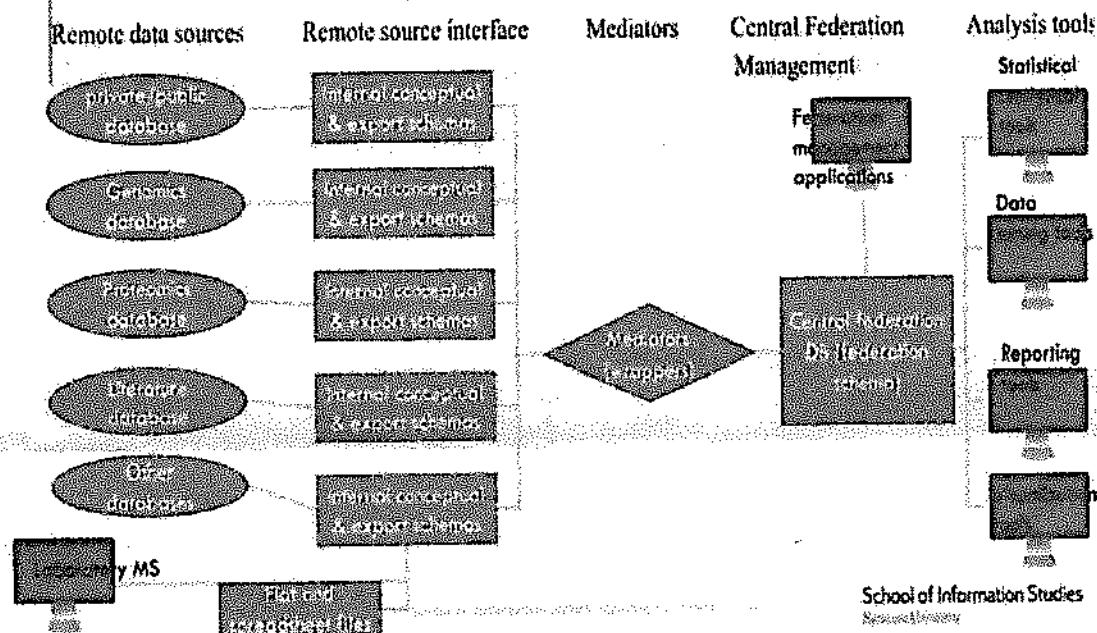 Remote data sources
Remote source interface
Mediators
Central Federation
Management
Analysis tools
private/public
database
Internal conceptual
& export schemas
Genomics
database
Internal conceptual
& export schemas
Proteomics
database
Internal conceptual
& export schemas
Literature
database
Internal conceptual
& export schemas
Other
databases
Internal conceptual
& export schemas
Laboratory MS
Flat and
spreadsheet files
Mediators
(wrappers)
management
applications
Central Federation
DB (federation
schema)
Statistical
Data
Reporting
School of Information Studies